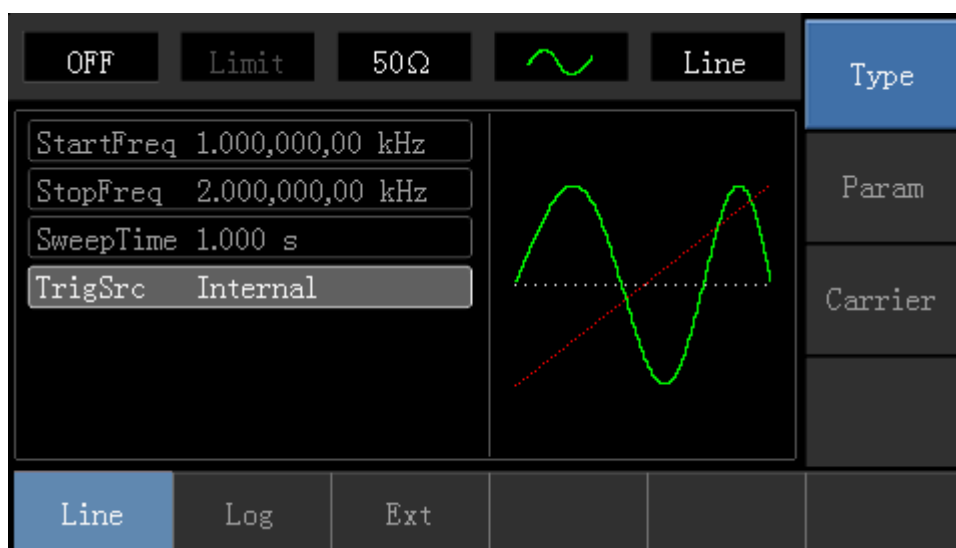 OFF Limit 50Ω Line
Type
StartFreq 1.000,000,00 kHz
StopFreq 2.000,000,00 kHz
Param
SweepTime 1.000 s
TrigSrc Internal
Carrier
Line Log Ext